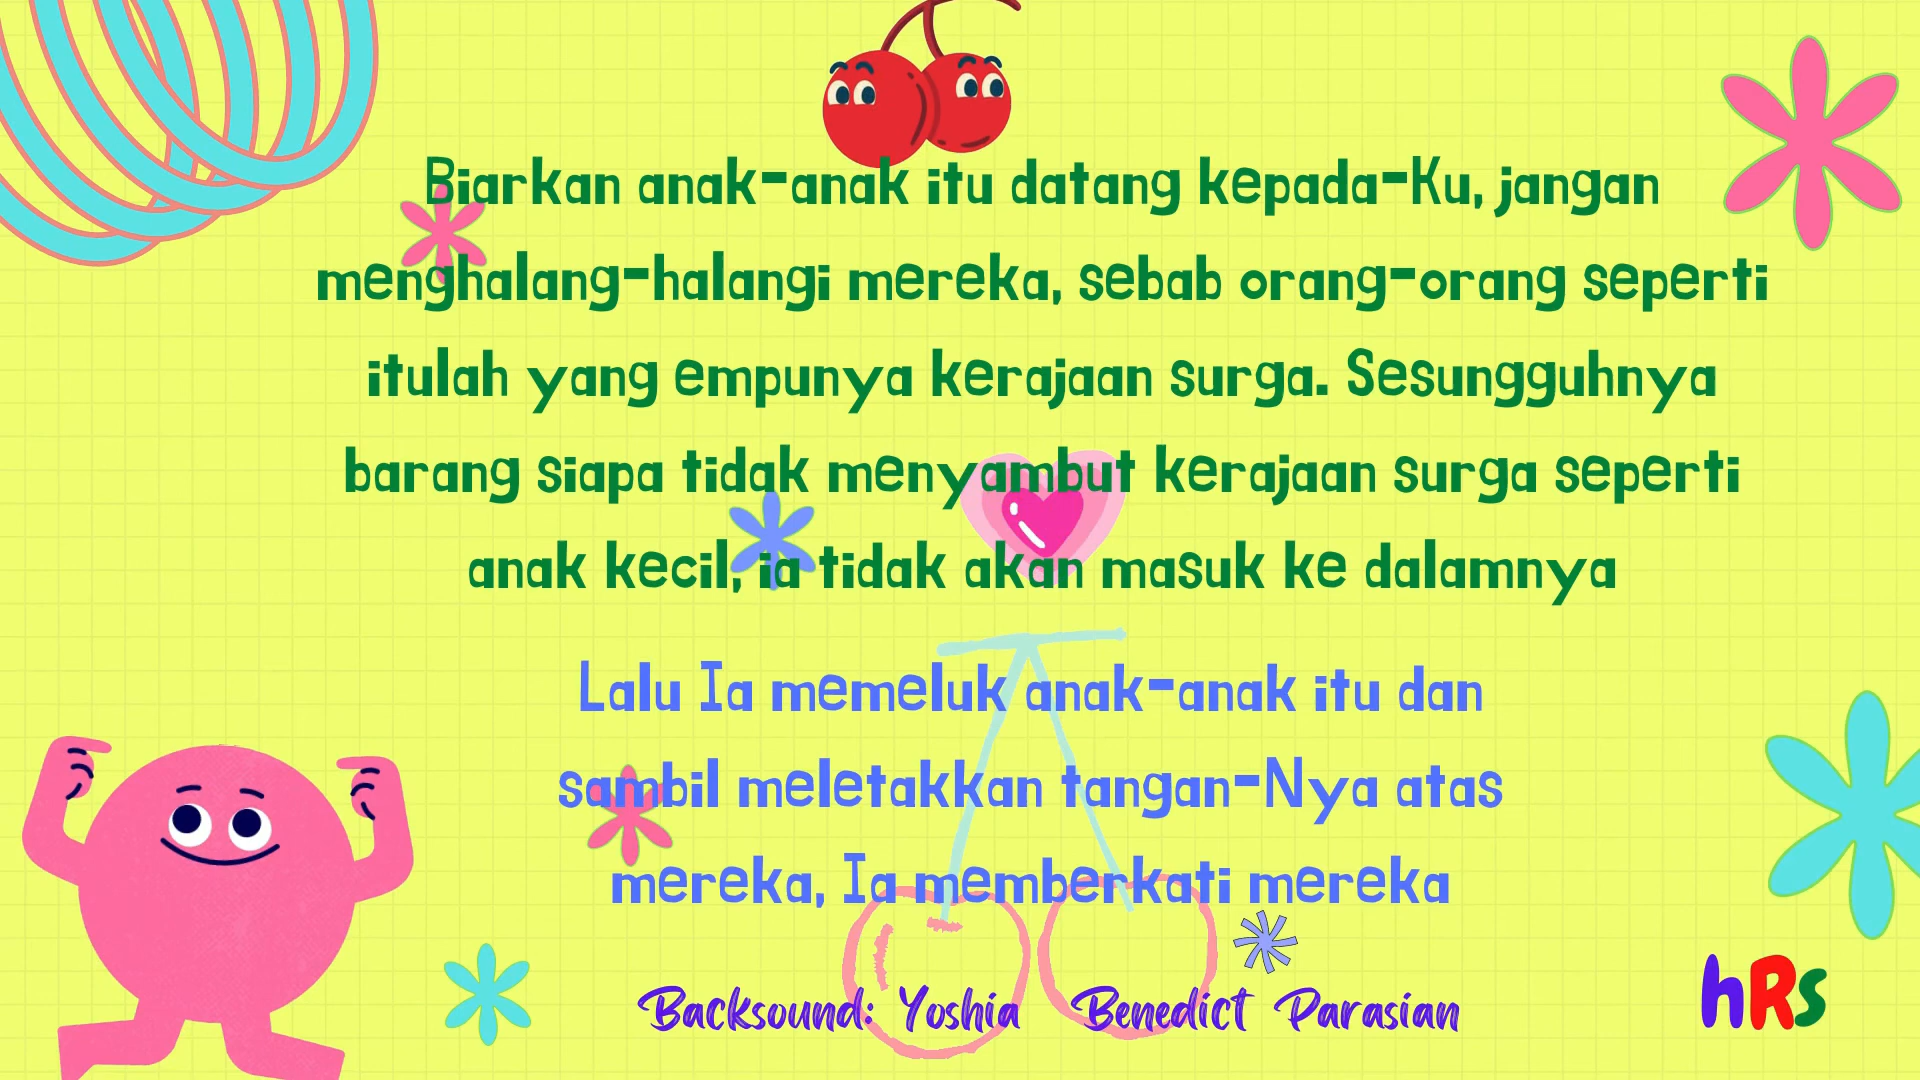 Biarkan anak-anak itu datang kepada-Ku, jangan
menghalang-halangi mereka, sebab orang-orang seperti
itulah yang empunya kerajaan surga. Sesungguhnya
barang siapa tidak menyambut kerajaan surga seperti
anak kecil, ia tidak akan masuk ke dalamnya
Lalu Ia memeluk anak-anak itu dan
sambil meletakkan tangan-Nya atas
mereka, Ia memberkati mereka
Backsound: Yoshia Benedict Parasian
hRs